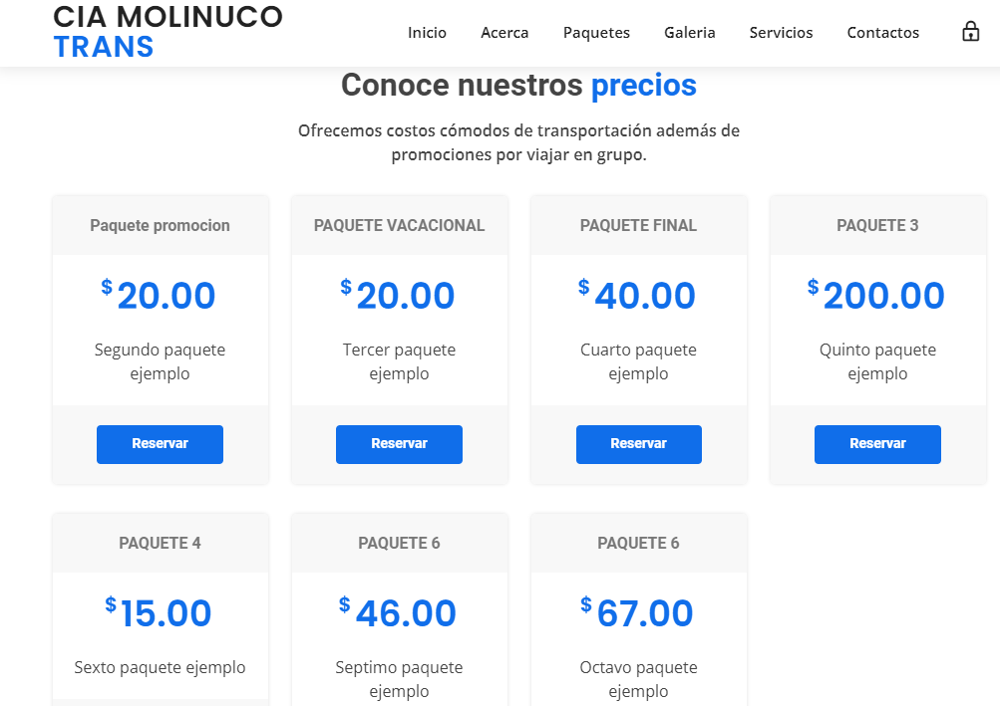 CIA MOLINUCO
TRANS
Inicio Acerca Paquetes Galeria Servicios Contactos
Conoce nuestros precios
Ofrecemos costos cómodos de transportación además de
promociones por viajar en grupo.
Paquete promocion
$20.00
Segundo paquete
ejemplo
Reservar
PAQUETE VACACIONAL
$20.00
Tercer paquete
ejemplo
Reservar
PAQUETE FINAL
$40.00
Cuarto paquete
ejemplo
Reservar
PAQUETE 3
$200.00
Quinto paquete
ejemplo
Reservar
PAQUETE 4
$15.00
Sexto paquete ejemplo
PAQUETE 6
$46.00
Septimo paquete
ejemplo
PAQUETE 6
$67.00
Octavo paquete
ejemplo